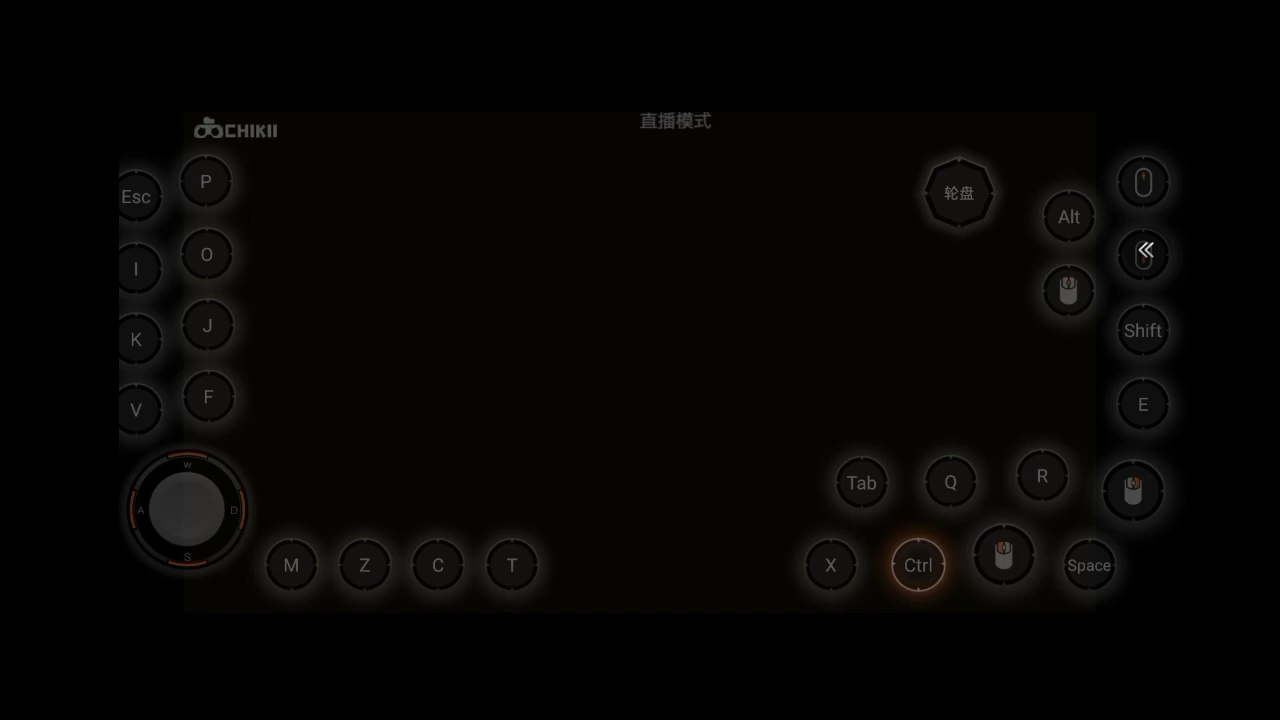 CHIKII
直播模式
Esc
P
轮盘
Alt
I
O
K
J
Shift
V
F
E
W
A
D
S
Tab
Q
R
M
Z
C
T
X
Ctrl
Space